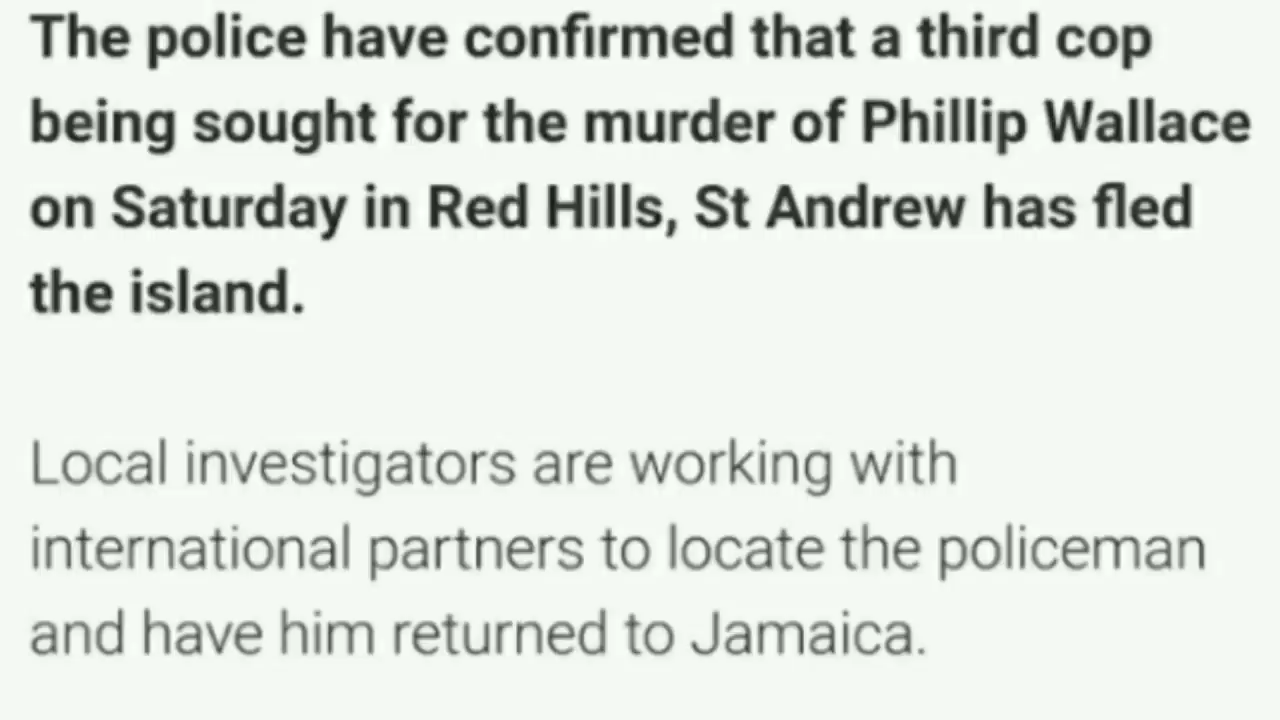 The police have confirmed that a third cop
being sought for the murder of Phillip Wallace
on Saturday in Red Hills, St Andrew has fled
the island.
Local investigators are working with
international partners to locate the policeman
and have him returned to Jamaica.